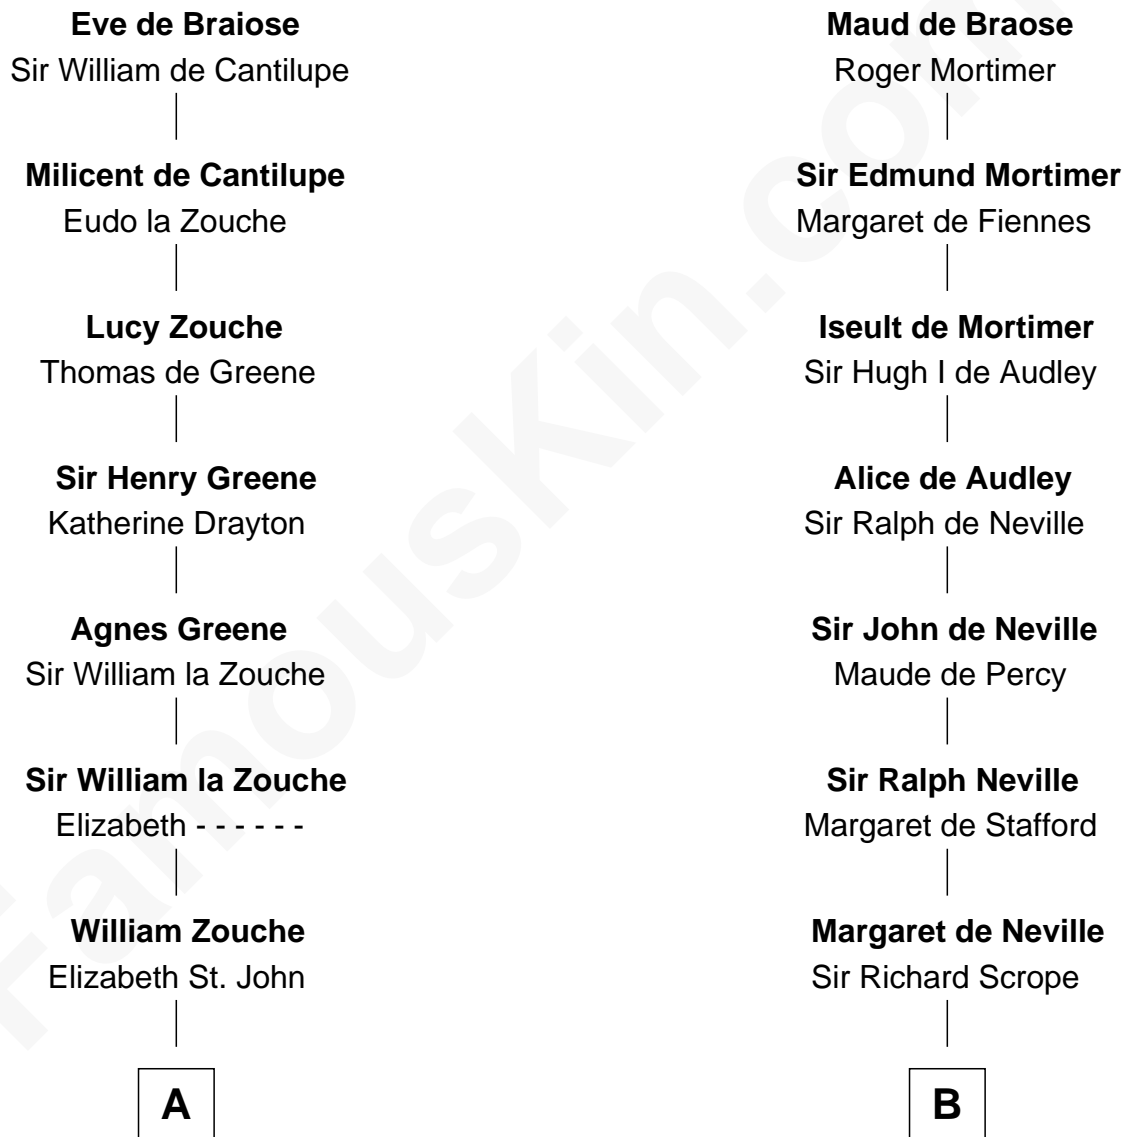 Eve de Braiose
Sir William de Cantilupe
Milicent de Cantilupe
Eudo la Zouche
Lucy Zouche
Thomas de Greene
Sir Henry Greene
Katherine Drayton
Agnes Greene
Sir William la Zouche
Sir William la Zouche
Elizabeth - - - - - -
William Zouche
Elizabeth St. John
A
Maud de Braose
Roger Mortimer
Sir Edmund Mortimer
Margaret de Fiennes
Iseult de Mortimer
Sir Hugh I de Audley
Alice de Audley
Sir Ralph de Neville
Sir John de Neville
Maude de Percy
Sir Ralph Neville
Margaret de Stafford
Margaret de Neville
Sir Richard Scrope
B
FamousKin.com